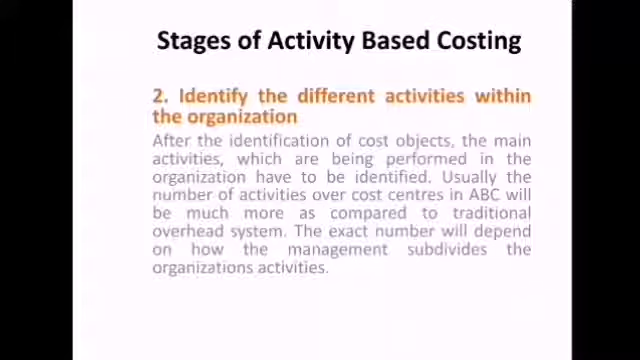 Stages of Activity Based Costing
2. Identify the different activities within
the organization
After the identification of cost objects, the main
activities, which are being performed in the
organization have to be identified. Usually the
number of activities over cost centres in ABC will
be much more as compared to traditional
overhead system. The exact number will depend
on how the management subdivides the
organizations activities.